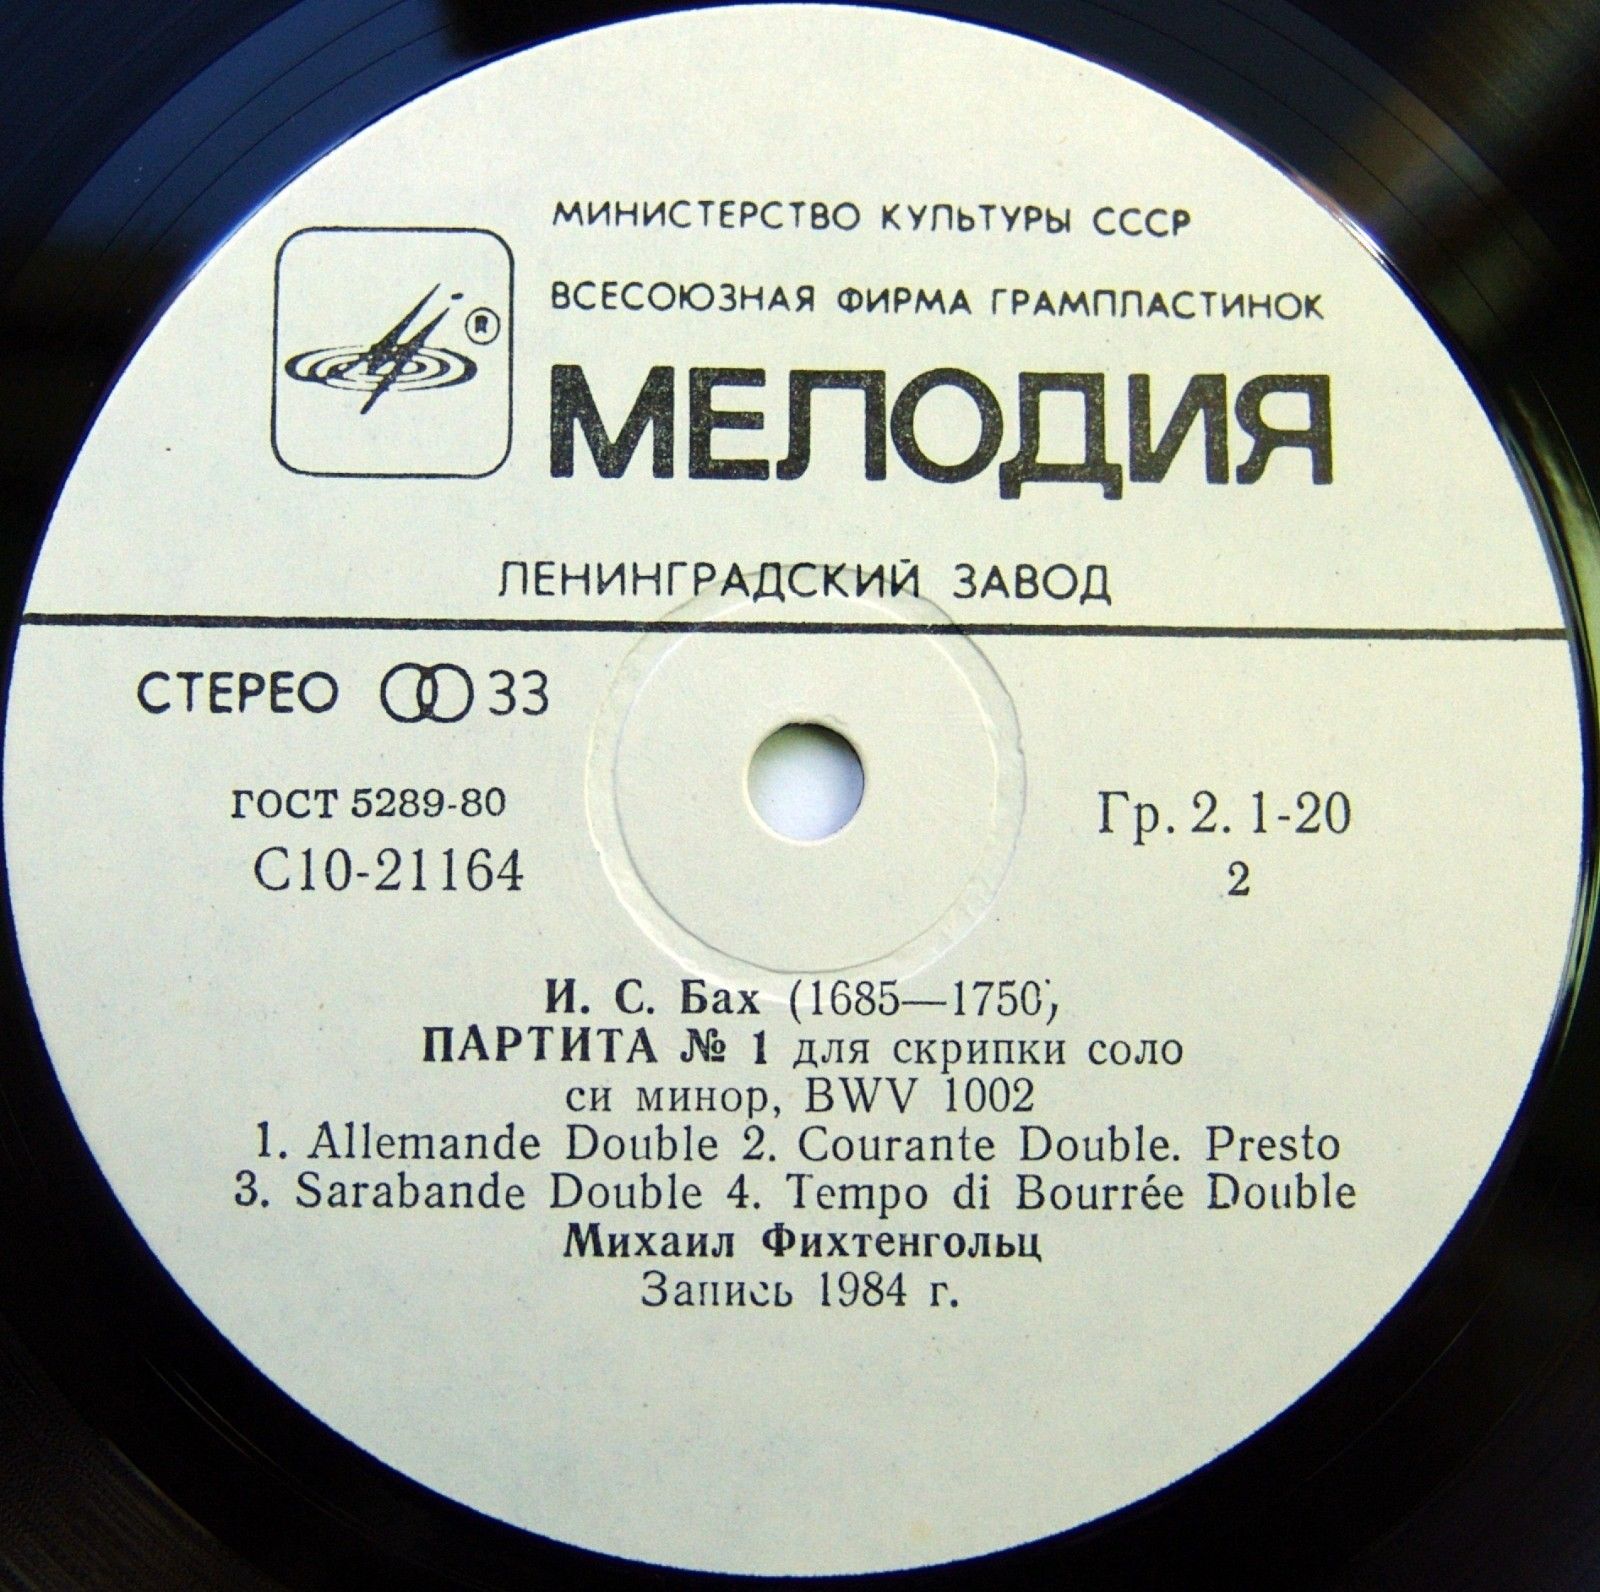 МИНИСТЕРСТВО КУЛЬТУРЫ СССР
ВСЕСОЮЗНАЯ ФИРМА ГРАМПЛАСТИНОК
®
МЕЛОДИЯ
ЛЕНИНГРАДСКИЙ ЗАВОД
СТЕРЕО 33
ГОСТ 5289-80
С10-21164
Гр. 2. 1-20
2
И. С. Бах (1685—1750)
ПАРТИТА № 1 для скрипки соло
си минор, BWV 1002
1. Allemande Double 2. Courante Double. Presto
3. Sarabande Double 4. Tempo di Bourrée Double
Михаил Фихтенгольц
Запись 1984 г.